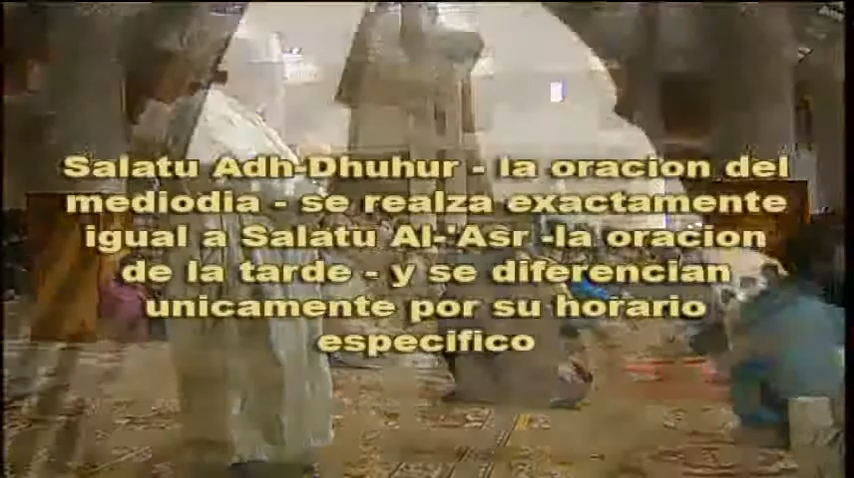 Salatu Adh-Dhuhur - la oracion del
mediodia - se realza exactamente
igual a Salatu Al-'Asr -la oracion
de la tarde - y se diferencian
unicamente por su horario
especifico